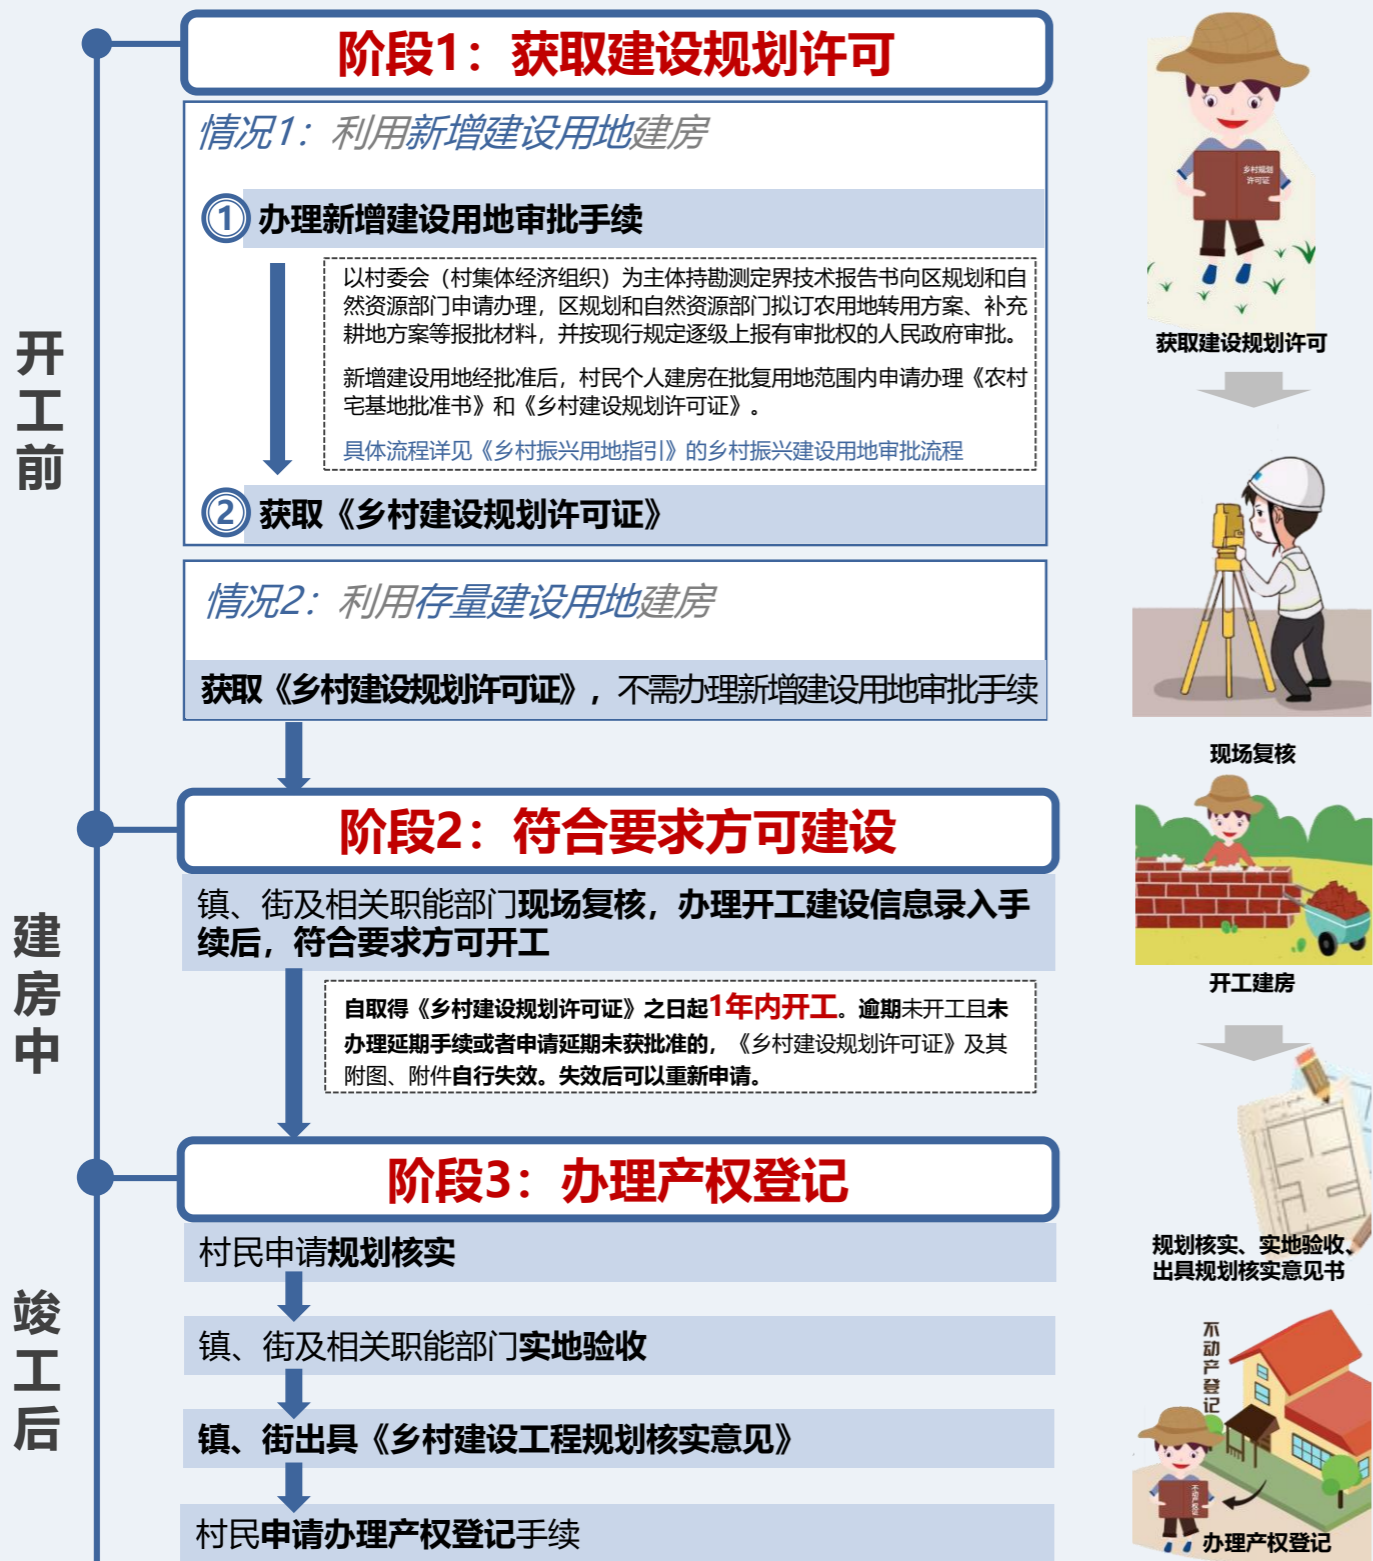 开工前
阶段1：获取建设规划许可
情况1：利用新增建设用地建房
① 办理新增建设用地审批手续
以村委会（村集体经济组织）为主体持勘测定界技术报告书向区规划和自
然资源部门申请办理，区规划和自然资源部门拟订农用地转用方案、补充
耕地方案等报批材料，并按现行规定逐级上报有审批权的人民政府审批。
新增建设用地经批准后，村民个人建房在批复用地范围内申请办理《农村
宅基地批准书》和《乡村建设规划许可证》。
具体流程详见《乡村振兴用地指引》的乡村振兴建设用地审批流程
② 获取《乡村建设规划许可证》
情况2：利用存量建设用地建房
获取《乡村建设规划许可证》，不需办理新增建设用地审批手续
建房中
阶段2：符合要求方可建设
镇、街及相关职能部门现场复核，办理开工建设信息录入手
续后，符合要求方可开工
自取得《乡村建设规划许可证》之日起1年内开工。逾期未开工且未
办理延期手续或者申请延期未获批准的，《乡村建设规划许可证》及其
附图、附件自行失效。失效后可以重新申请。
竣工后
阶段3：办理产权登记
村民申请规划核实
镇、街及相关职能部门实地验收
镇、街出具《乡村建设工程规划核实意见》
村民申请办理产权登记手续
乡村规划
许可证
获取建设规划许可
现场复核
开工建房
规划核实、实地验收、
出具规划核实意见书
不动产登记
办理产权登记